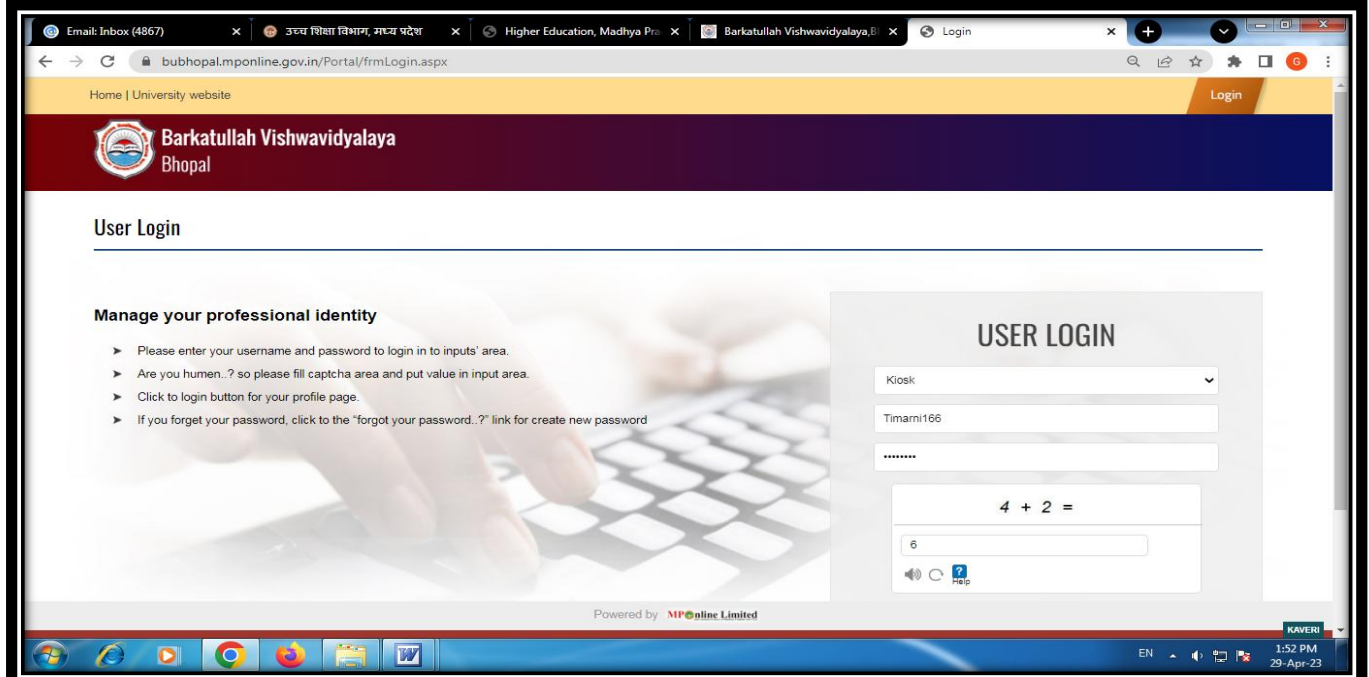 Email: Inbox (4867)
उच्च शिक्षा विभाग, मध्य प्रदेश
Higher Education, Madhya Pra
Barkatullah Vishwavidyalaya,B
Login
bubhopal.mponline.gov.in/Portal/frmLogin.aspx
G
Home | University website
Login
Barkatullah Vishwavidyalaya
Bhopal
User Login
Manage your professional identity
Please enter your username and password to login in to inputs' area.
Are you humen..? so please fill captcha area and put value in input area.
Click to login button for your profile page.
If you forget your password, click to the "forgot your password..?" link for create new password
USER LOGIN
Kiosk
Timarni166
••••••••
4 + 2 =
6
? Help
Powered by MPOnline Limited
KAVERI
EN
1:52 PM
29-Apr-23